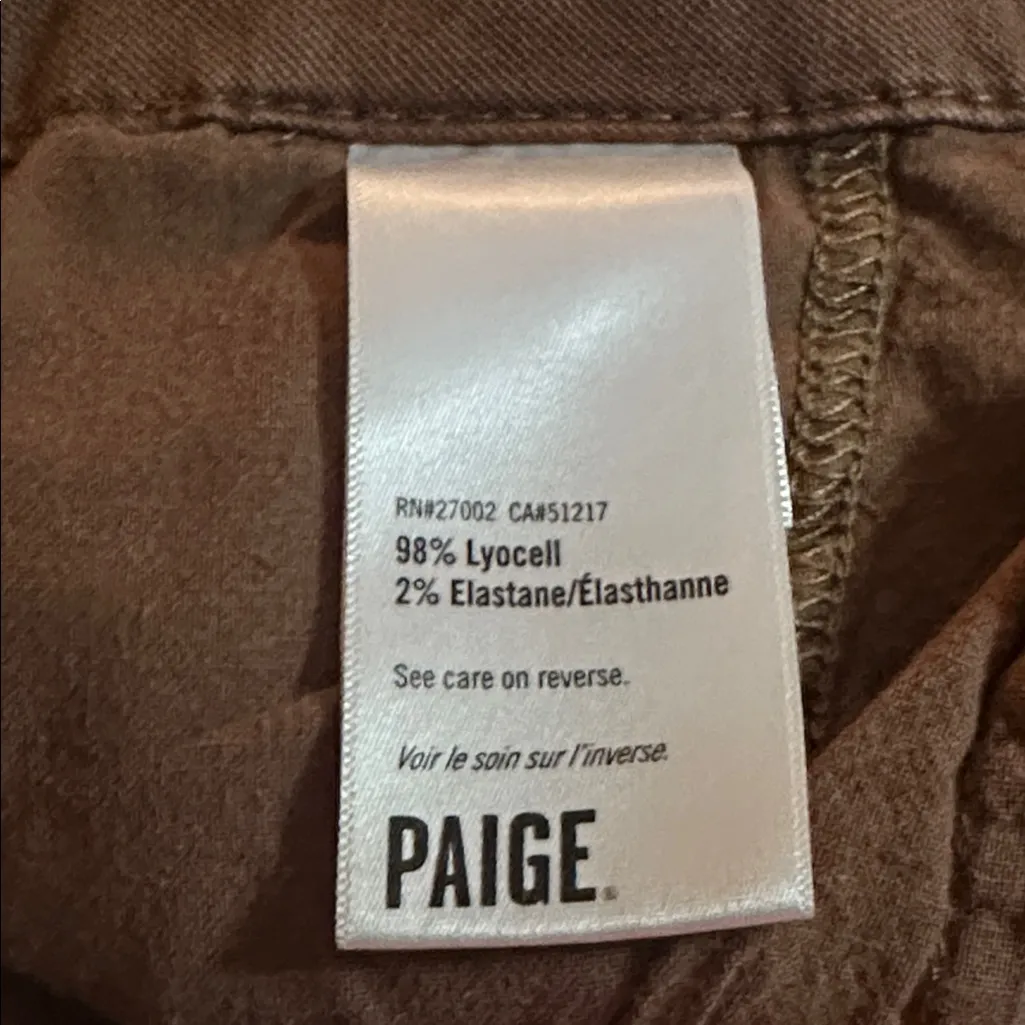 RN#27002 CA#51217
98% Lyocell
2% Elastane/Élasthanne
See care on reverse.
Voir le soin sur l'inverse.
PAIGE®